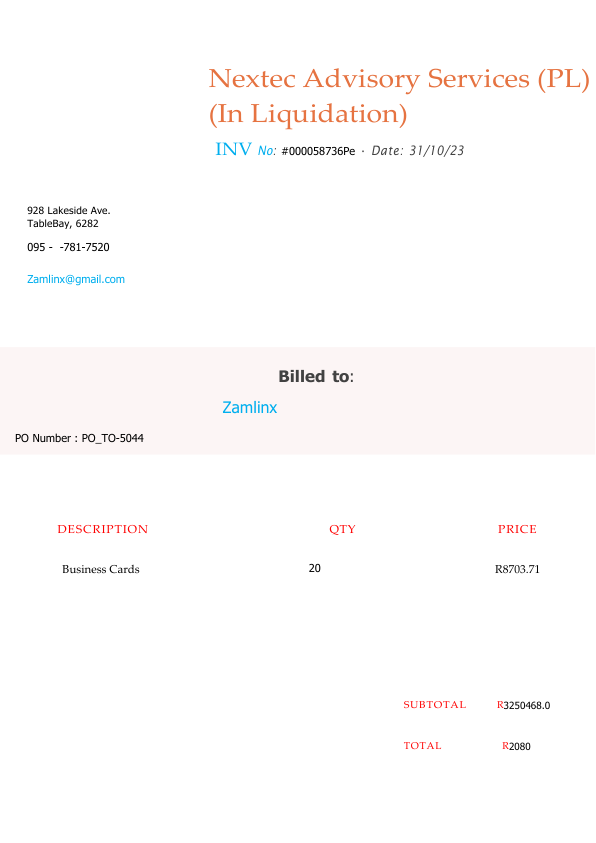 Nextec Advisory Services (PL)
(In Liquidation)
INV No: #000058736Pe · Date: 31/10/23
928 Lakeside Ave.
TableBay, 6282
095 -  -781-7520
Zamlinx@gmail.com
Billed to:
Zamlinx
PO Number : PO_TO-5044
DESCRIPTION QTY PRICE
Business Cards 20 R8703.71
SUBTOTAL R3250468.0
TOTAL R2080